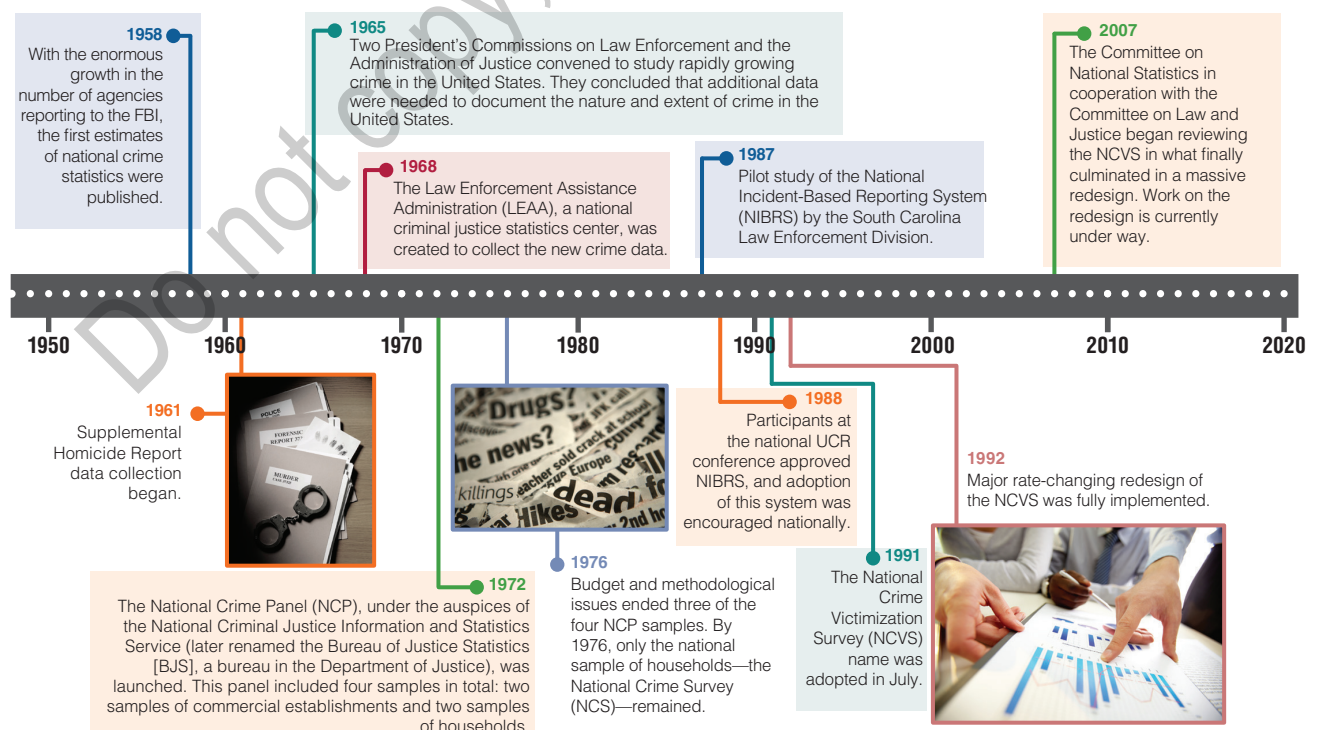 Do not copy,
1958
With the enormous
growth in the
number of agencies
reporting to the FBI,
the first estimates
of national crime
statistics were
published.
1965
Two President's Commissions on Law Enforcement and the
Administration of Justice convened to study rapidly growing
crime in the United States. They concluded that additional data
were needed to document the nature and extent of crime in the
United States.
1968
The Law Enforcement Assistance
Administration (LEAA), a national
criminal justice statistics center, was
created to collect the new crime data.
1987
Pilot study of the National
Incident-Based Reporting System
(NIBRS) by the South Carolina
Law Enforcement Division.
2007
The Committee on
National Statistics in
cooperation with the
Committee on Law and
Justice began reviewing
the NCVS in what finally
culminated in a massive
redesign. Work on the
redesign is currently
under way.
1950 1960 1970 1980 1990 2000 2010 2020
1961
Supplemental
Homicide Report
data collection
began.
POLICE
FORENSIC
REPORT
MURDER
1972
The National Crime Panel (NCP), under the auspices of
the National Criminal Justice Information and Statistics
Service (later renamed the Bureau of Justice Statistics
[BJS], a bureau in the Department of Justice), was
launched. This panel included four samples in total: two
samples of commercial establishments and two samples
of households.
Drugs?
JFK call
he news?
eacher sold crack at school
Europe
killings
dead
Hikes
2nd
1976
Budget and methodological
issues ended three of the
four NCP samples. By
1976, only the national
sample of households—the
National Crime Survey
(NCS)—remained.
1988
Participants at
the national UCR
conference approved
NIBRS, and adoption
of this system was
encouraged nationally.
1991
The National
Crime
Victimization
Survey (NCVS)
name was
adopted in July.
1992
Major rate-changing redesign of
the NCVS was fully implemented.